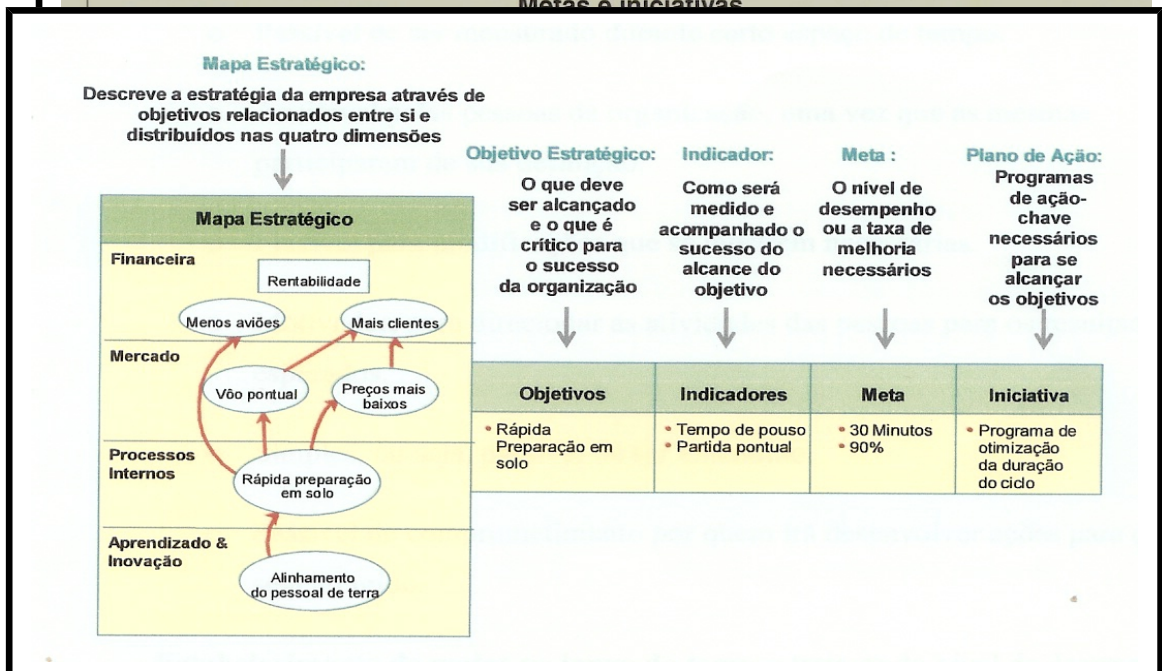 Metas e iniciativas
Mapa Estratégico:
Descreve a estratégia da empresa através de
objetivos relacionados entre si e
distribuídos nas quatro dimensões
Mapa Estratégico
Financeira
Rentabilidade
Menos aviões
Mais clientes
Mercado
Vôo pontual
Preços mais
baixos
Processos
Internos
Rápida preparação
em solo
Aprendizado &
Inovação
Alinhamento
do pessoal de terra
Objetivo Estratégico:
O que deve
ser alcançado
e o que é
crítico para
o sucesso
da organização
Indicador:
Como será
medido e
acompanhado o
sucesso do
alcance do
objetivo
Meta :
O nível de
desempenho
ou a taxa de
melhoria
necessários
Plano de Ação:
Programas
de ação-
chave
necessários
para se
alcançar
os objetivos
Objetivos
Indicadores
Meta
Iniciativa
• Rápida
Preparação em
solo
• Tempo de pouso
• Partida pontual
• 30 Minutos
• 90%
• Programa de
otimização
da duração
do ciclo